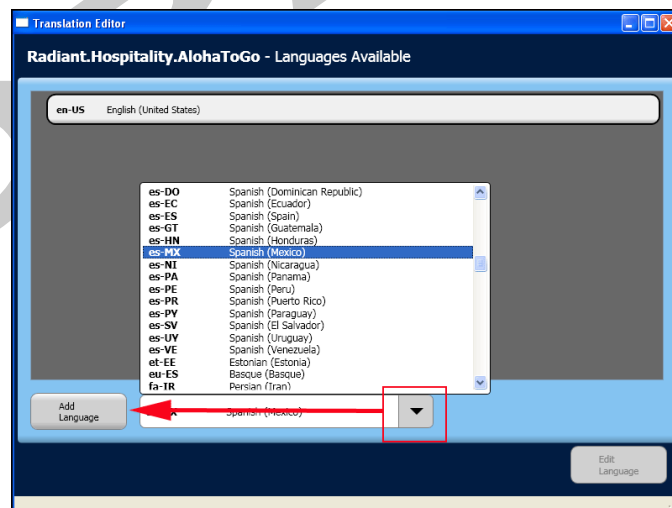 Translation Editor
Radiant.Hospitality.AlohaToGo - Languages Available
en-US English (United States)
es-DO Spanish (Dominican Republic)
es-EC Spanish (Ecuador)
es-ES Spanish (Spain)
es-GT Spanish (Guatemala)
es-HN Spanish (Honduras)
es-MX Spanish (Mexico)
es-NI Spanish (Nicaragua)
es-PA Spanish (Panama)
es-PE Spanish (Peru)
es-PR Spanish (Puerto Rico)
es-PY Spanish (Paraguay)
es-SV Spanish (El Salvador)
es-UY Spanish (Uruguay)
es-VE Spanish (Venezuela)
et-EE Estonian (Estonia)
eu-ES Basque (Basque)
fa-IR Persian (Iran)
Add
Language
Spanish (Mexico)
Edit
Language